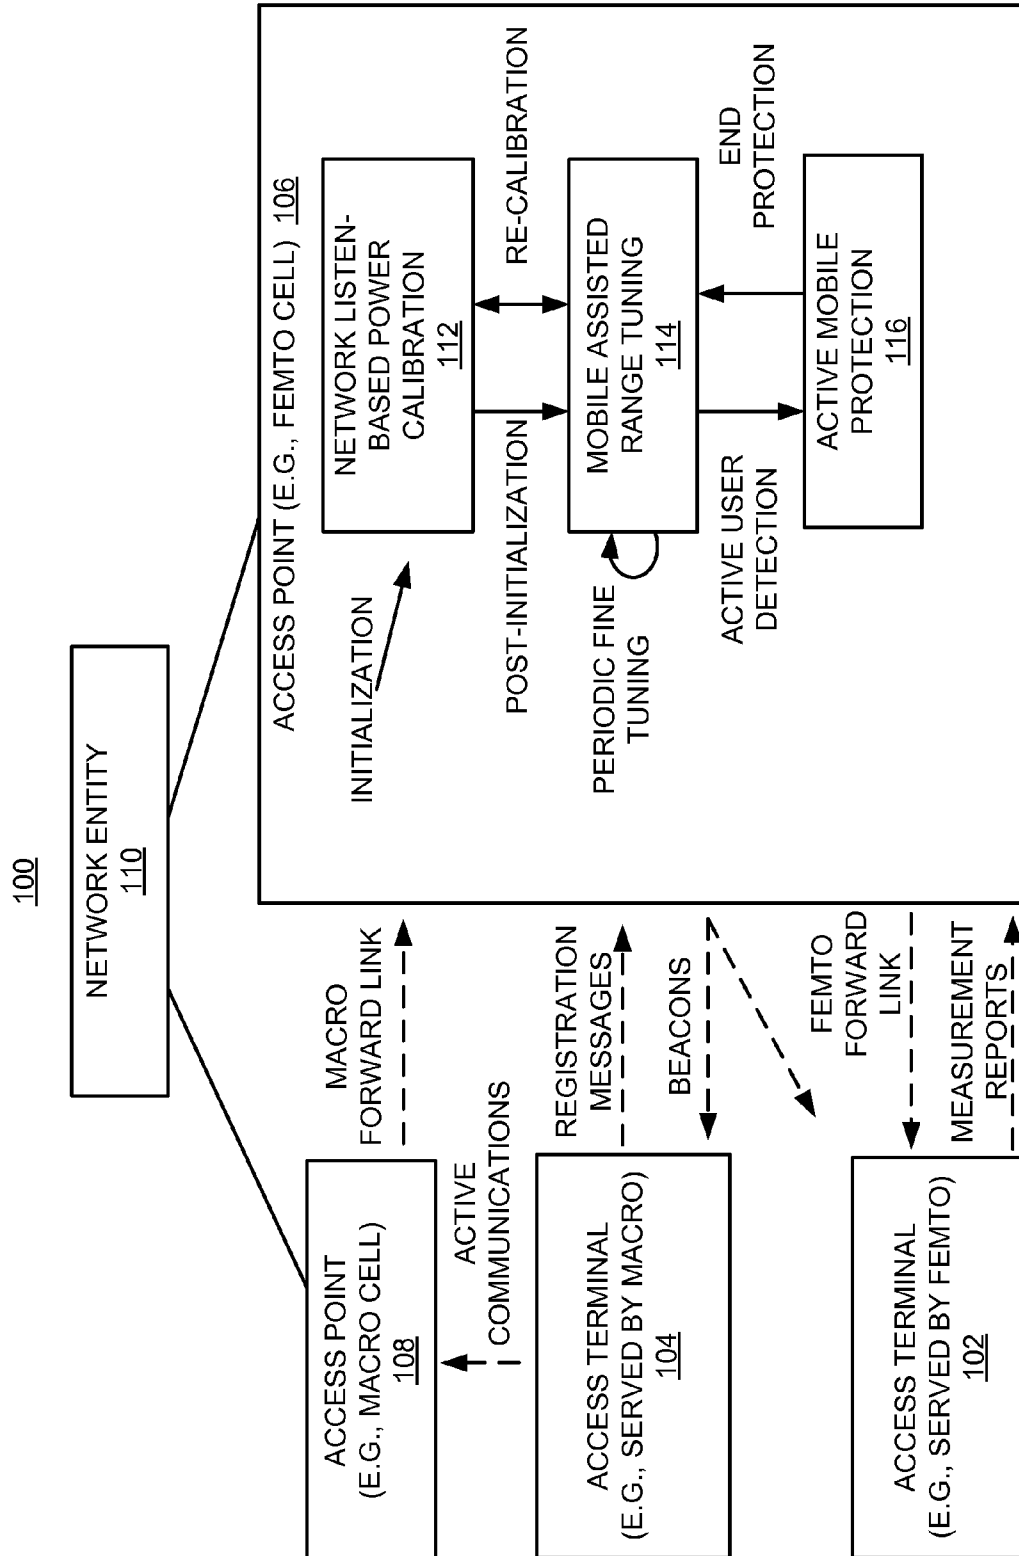 100
NETWORK ENTITY
110
ACCESS POINT
(E.G., MACRO CELL)
108
MACRO
FORWARD LINK
ACTIVE
COMMUNICATIONS
ACCESS TERMINAL
(E.G., SERVED BY MACRO)
104
REGISTRATION
MESSAGES
BEACONS
ACCESS TERMINAL
(E.G., SERVED BY FEMTO)
102
FEMTO
FORWARD
LINK
MEASUREMENT
REPORTS
ACCESS POINT (E.G., FEMTO CELL) 106
INITIALIZATION
NETWORK LISTEN-
BASED POWER
CALIBRATION
112
POST-INITIALIZATION
RE-CALIBRATION
PERIODIC FINE
TUNING
MOBILE ASSISTED
RANGE TUNING
114
ACTIVE USER
DETECTION
END
PROTECTION
ACTIVE MOBILE
PROTECTION
116